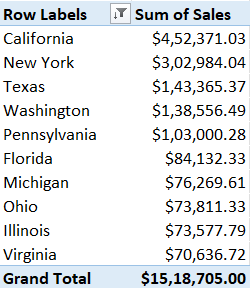 Row Labels Sum of Sales
California $4,52,371.03
New York $3,02,984.04
Texas $1,43,365.37
Washington $1,38,556.49
Pennsylvania $1,03,000.28
Florida $84,132.33
Michigan $76,269.61
Ohio $73,811.33
Illinois $73,577.79
Virginia $70,636.72
Grand Total $15,18,705.00